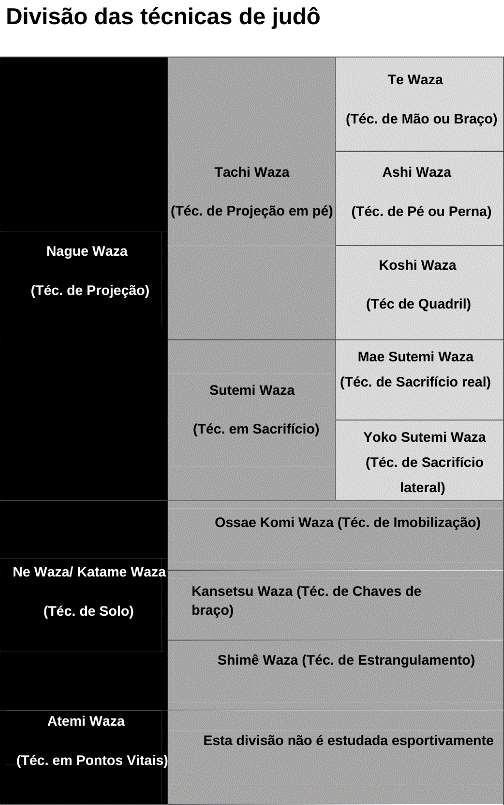 Divisão das técnicas de judô
Nague Waza
(Téc. de Projeção)
Tachi Waza
(Téc. de Projeção em pé)
Te Waza
(Téc. de Mão ou Braço)
Ashi Waza
(Téc. de Pé ou Perna)
Koshi Waza
(Téc de Quadril)
Sutemi Waza
(Téc. em Sacrifício)
Mae Sutemi Waza
(Téc. de Sacrifício real)
Yoko Sutemi Waza
(Téc. de Sacrifício
lateral)
Ne Waza/ Katame Waza
(Téc. de Solo)
Ossae Komi Waza (Téc. de Imobilização)
Kansetsu Waza (Téc. de Chaves de
braço)
Shimê Waza (Téc. de Estrangulamento)
Atemi Waza
(Téc. em Pontos Vitais)
Esta divisão não é estudada esportivamente